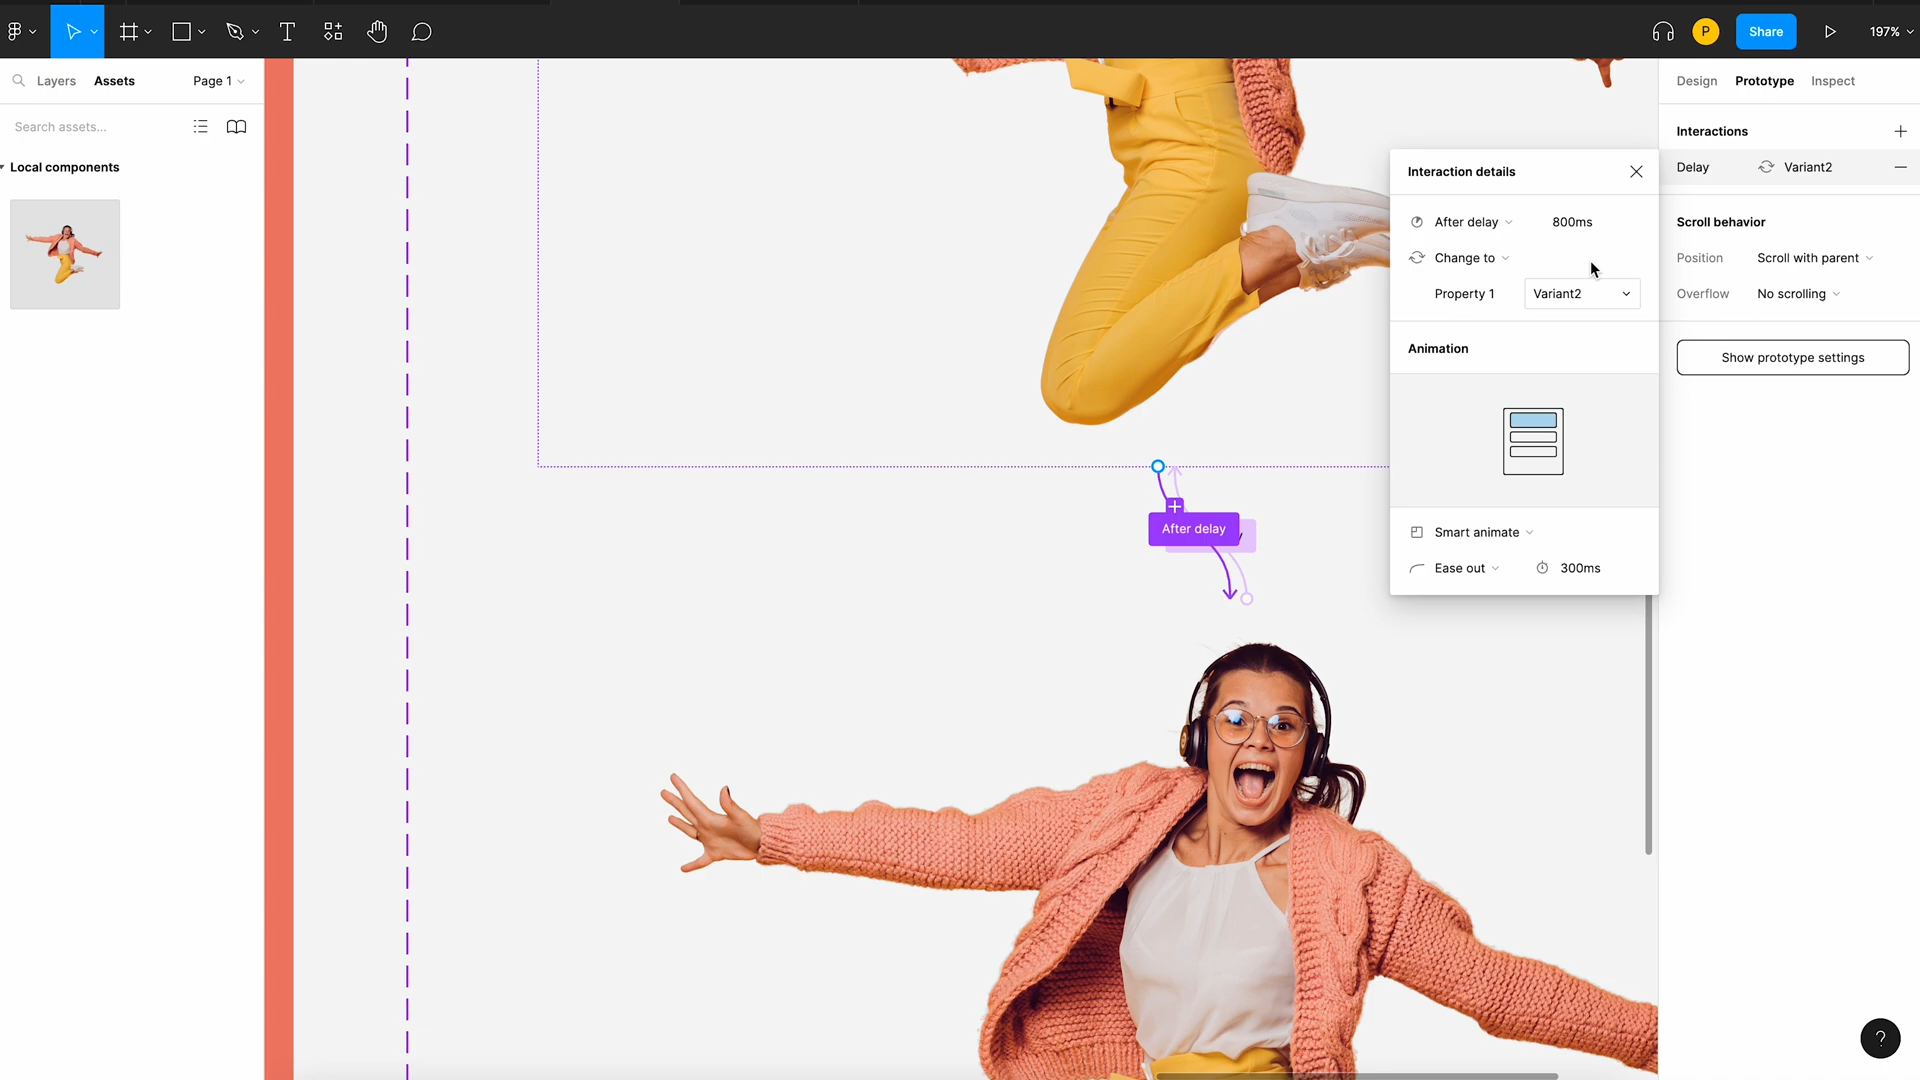 P
Share
197%
Layers
Assets
Page 1
Design
Prototype
Inspect
Search assets...
Interactions
Local components
Delay
Variant2
Interaction details
After delay
800ms
Scroll behavior
Change to
Position
Scroll with parent
Property 1
Variant2
Overflow
No scrolling
Animation
Show prototype settings
After delay
Smart animate
Ease out
300ms
?